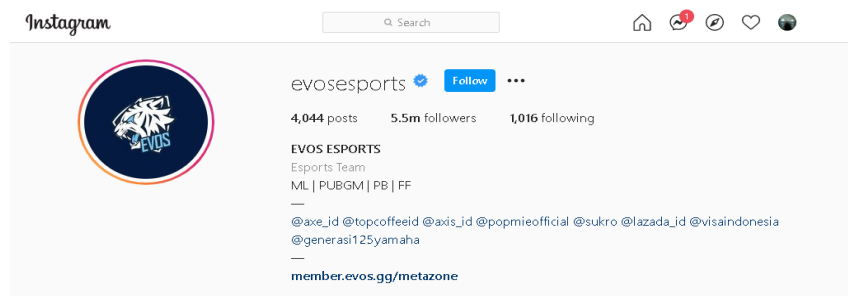 Instagram
Search
1
evosesports
Follow
4,044 posts 5.5m followers 1,016 following
EVOS ESPORTS
Esports Team
ML | PUBGM | PB | FF
—
@axe_id @topcoffeeid @axis_id @popmieofficial @sukro @lazada_id @visaindonesia
@generasi125yamaha
—
member.evos.gg/metazone
EVOS